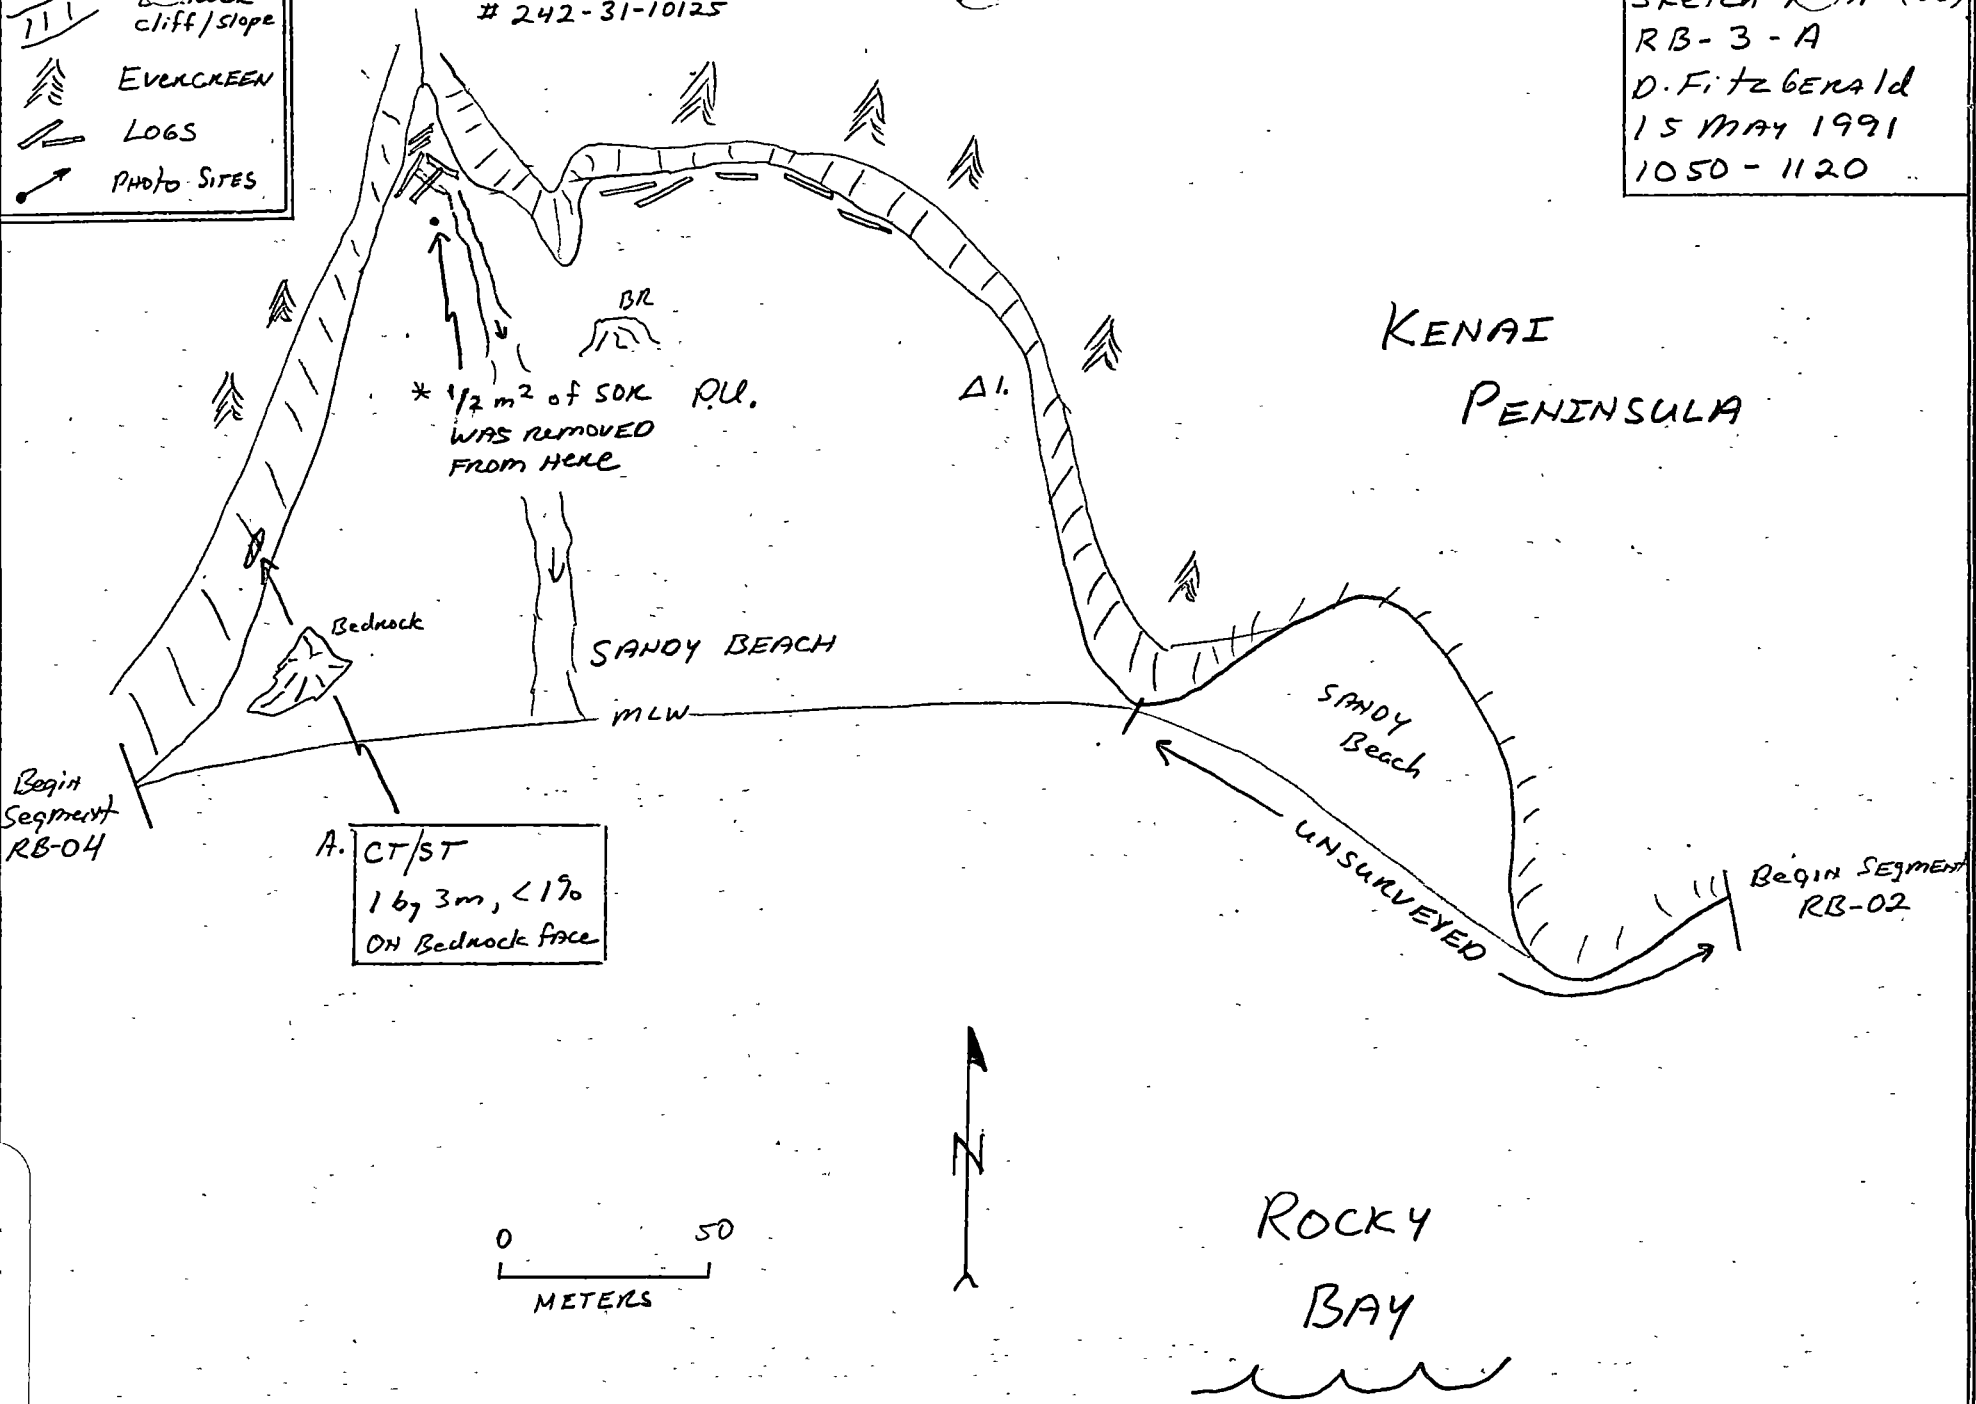 cliff/slope
EVERGREEN
LOGS
PHOTO SITES
# 242-31-10125
RB-3-A
D. FitzGERAld
15 MAY 1991
1050 - 1120
BR
* 1/2 m² of SOR P.U.
WAS REMOVED
FROM HERE
Δ1.
KENAI
PENINSULA
Bedrock
SANDY BEACH
MLW
SANDY
Beach
Begin
Segment
RB-04
A. CT/ST
1 by 3m, <1%
ON Bedrock face
UNSURVEYED
BEGIN SEGMENT
RB-02
N
0 50
METERS
ROCKY
BAY